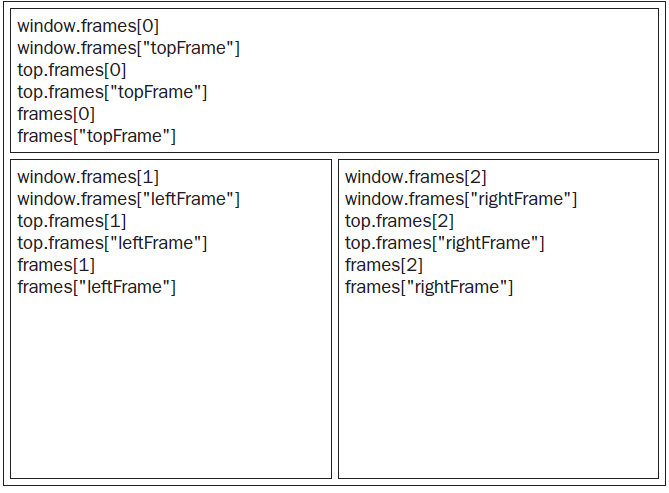 window.frames[0]
window.frames["topFrame"]
top.frames[0]
top.frames["topFrame"]
frames[0]
frames["topFrame"]
window.frames[1]
window.frames["leftFrame"]
top.frames[1]
top.frames["leftFrame"]
frames[1]
frames["leftFrame"]
window.frames[2]
window.frames["rightFrame"]
top.frames[2]
top.frames["rightFrame"]
frames[2]
frames["rightFrame"]